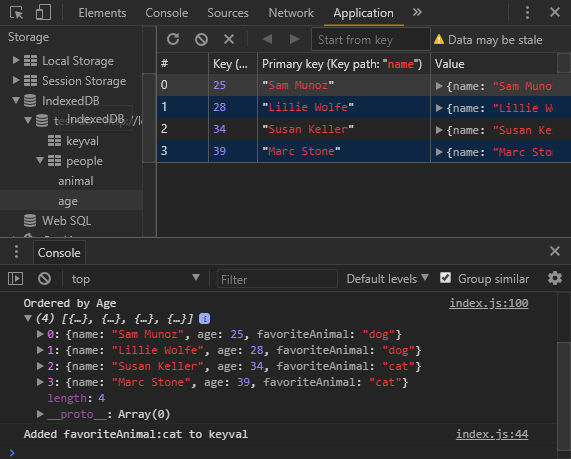 Elements Console Sources Network Application »
Storage
Start from key Data may be stale
Local Storage
Session Storage
IndexedDB
IndexedDB
keyval
people
animal
age
Web SQL
# Key (... Primary key (Key path: "name") Value
0 25 "Sam Munoz" {name: "Sam Muno
1 28 "Lillie Wolfe" {name: "Lillie W
2 34 "Susan Keller" {name: "Susan Ke
3 39 "Marc Stone" {name: "Marc Ston
Console
top Filter Default levels Group similar
Ordered by Age index.js:100
(4) [{…}, {…}, {…}, {…}] i
0: {name: "Sam Munoz", age: 25, favoriteAnimal: "dog"}
1: {name: "Lillie Wolfe", age: 28, favoriteAnimal: "dog"}
2: {name: "Susan Keller", age: 34, favoriteAnimal: "cat"}
3: {name: "Marc Stone", age: 39, favoriteAnimal: "cat"}
length: 4
__proto__: Array(0)
Added favoriteAnimal:cat to keyval index.js:44